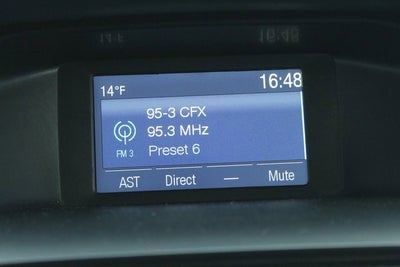 14°F 16:48
95-3 CFX
95.3 MHz
FM 3 Preset 6
AST Direct — Mute